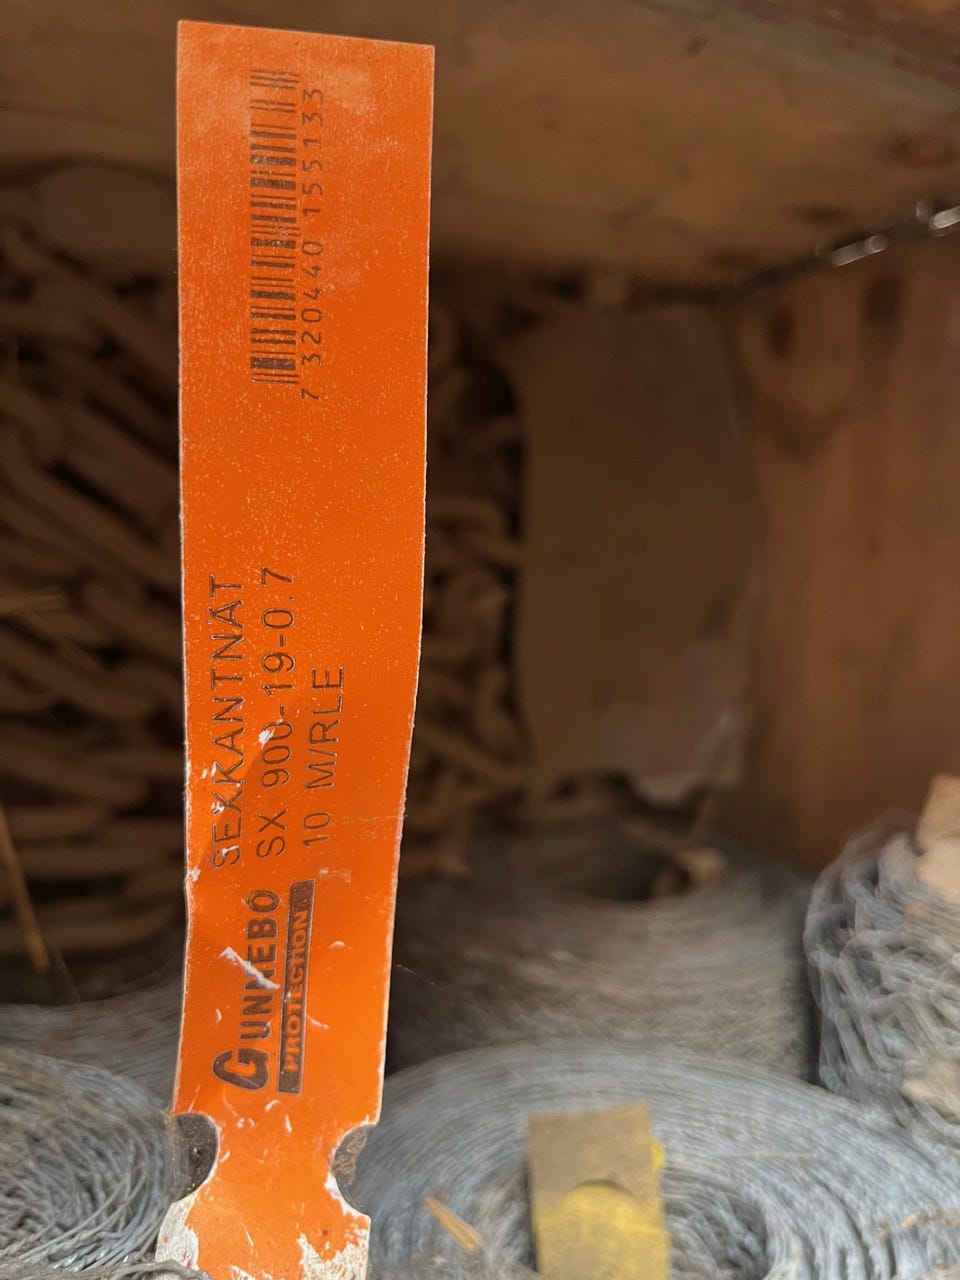 7 320440 155133
SEXKANTNÄT
SX 900-19-0.7
10 M/RLE
GUNNEBO
PROTECTION